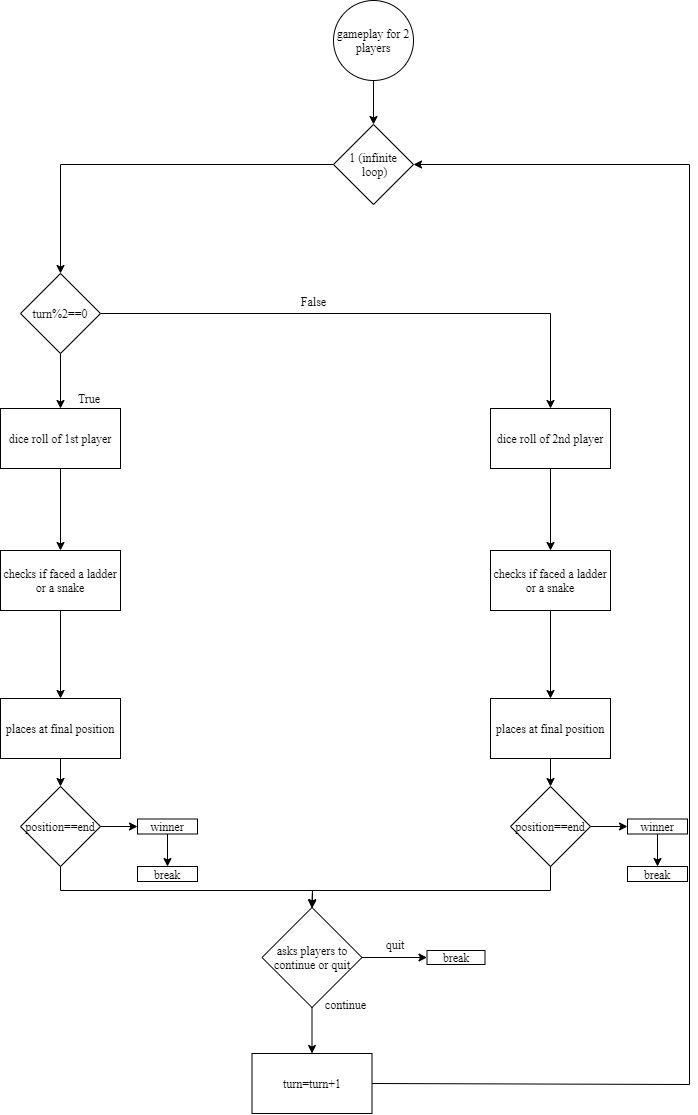 gameplay for 2
players
1 (infinite
loop)
turn%2==0
False
True
dice roll of 1st player
dice roll of 2nd player
checks if faced a ladder
or a snake
checks if faced a ladder
or a snake
places at final position
places at final position
position==end
winner
position==end
winner
break
break
asks players to
continue or quit
quit
break
continue
turn=turn+1